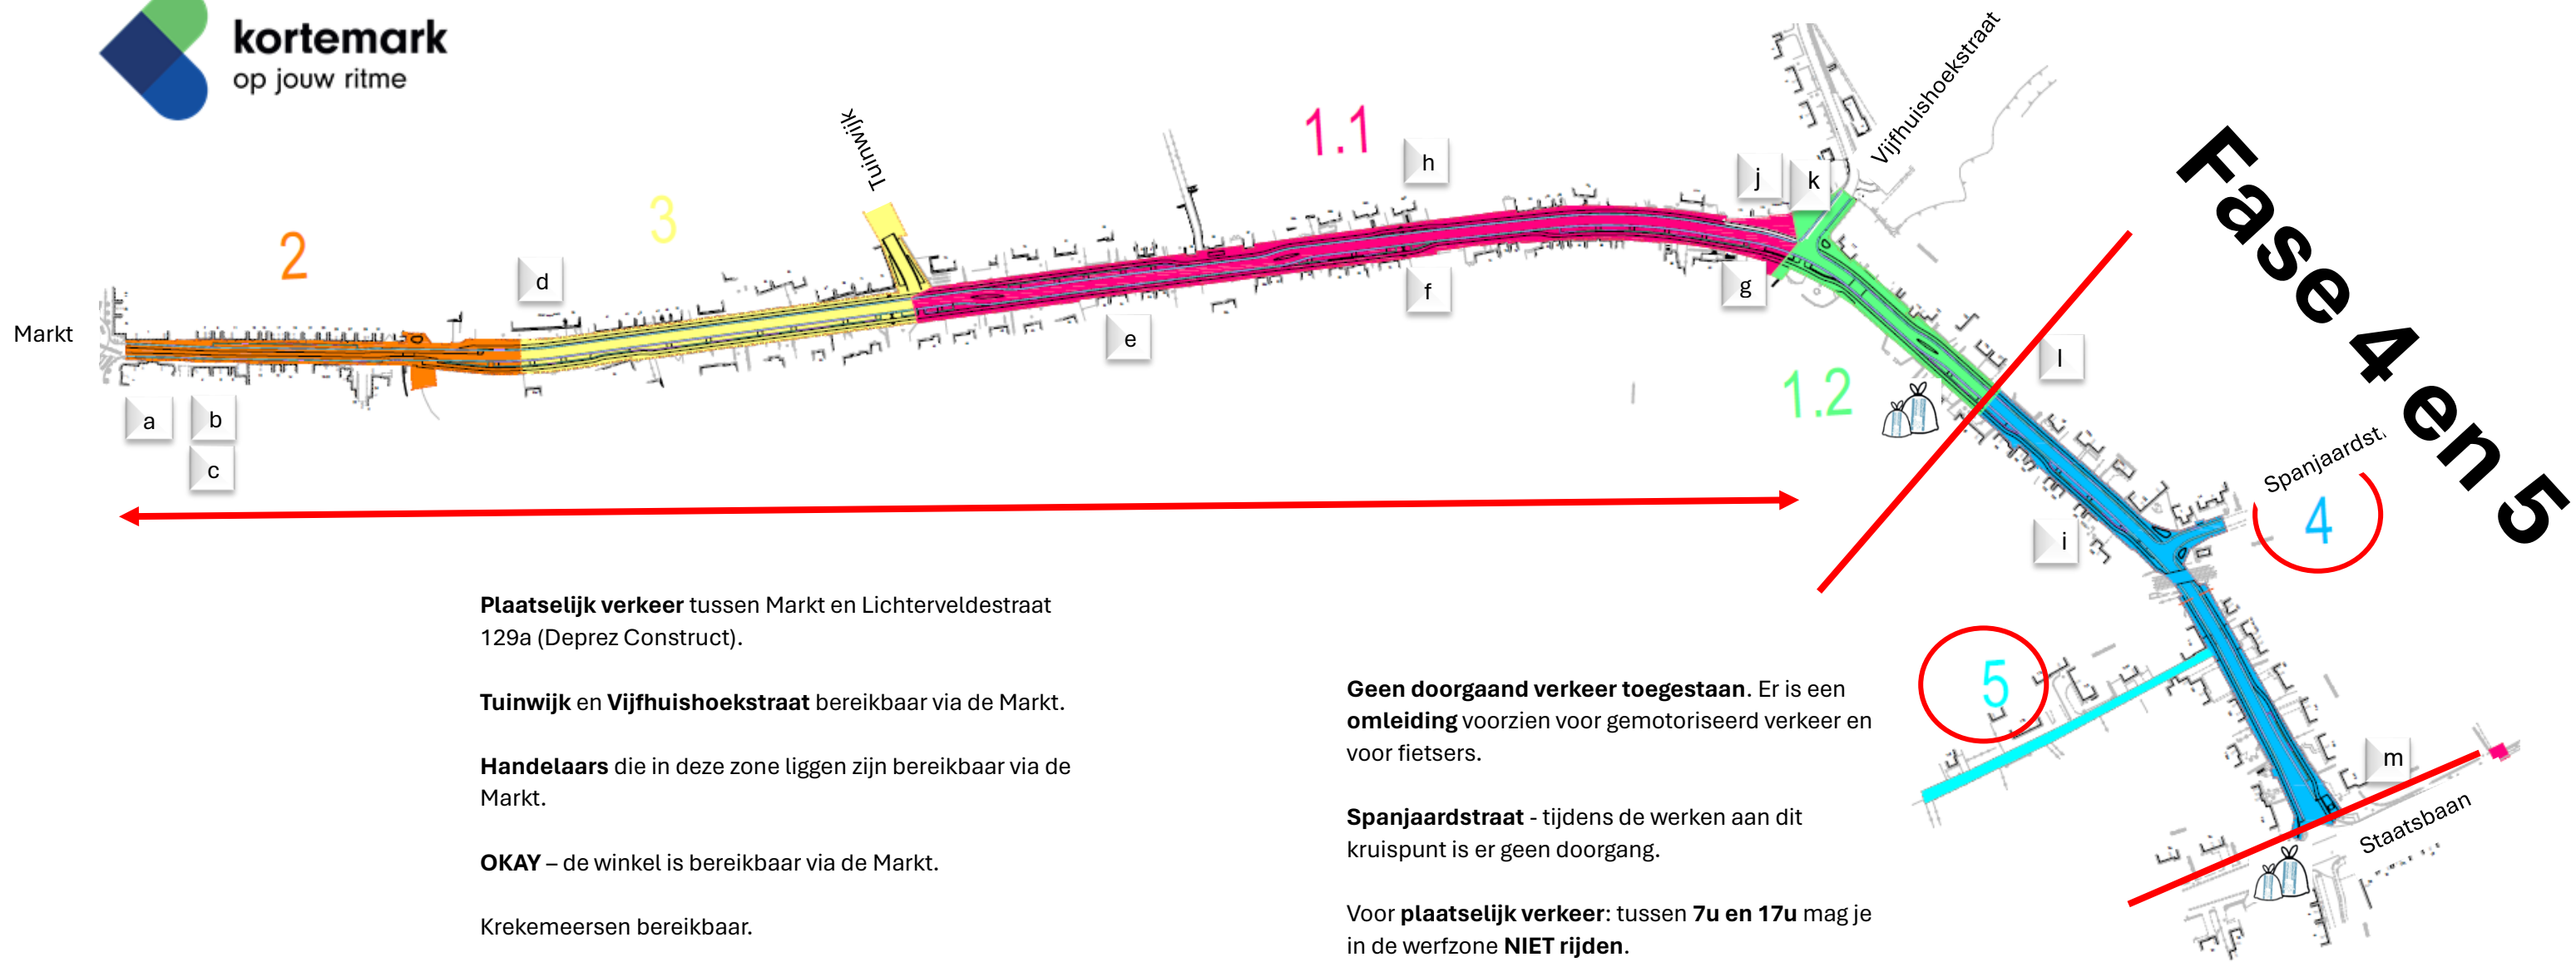 kortemark
op jouw ritme
Fase 4 en 5
Markt
Tuinwijk
Vijfhuishoekstraat
Spanjaardst.
Staatsbaan
2
3
1.1
1.2
4
5
a
b
c
d
e
f
g
h
i
j
k
l
m
Plaatselijk verkeer tussen Markt en Lichterveldestraat
129a (Deprez Construct).
Tuinwijk en Vijfhuishoekstraat bereikbaar via de Markt.
Handelaars die in deze zone liggen zijn bereikbaar via de
Markt.
OKAY – de winkel is bereikbaar via de Markt.
Krekemeersen bereikbaar.
Geen doorgaand verkeer toegestaan. Er is een
omleiding voorzien voor gemotoriseerd verkeer en
voor fietsers.
Spanjaardstraat - tijdens de werken aan dit
kruispunt is er geen doorgang.
Voor plaatselijk verkeer: tussen 7u en 17u mag je
in de werfzone NIET rijden.